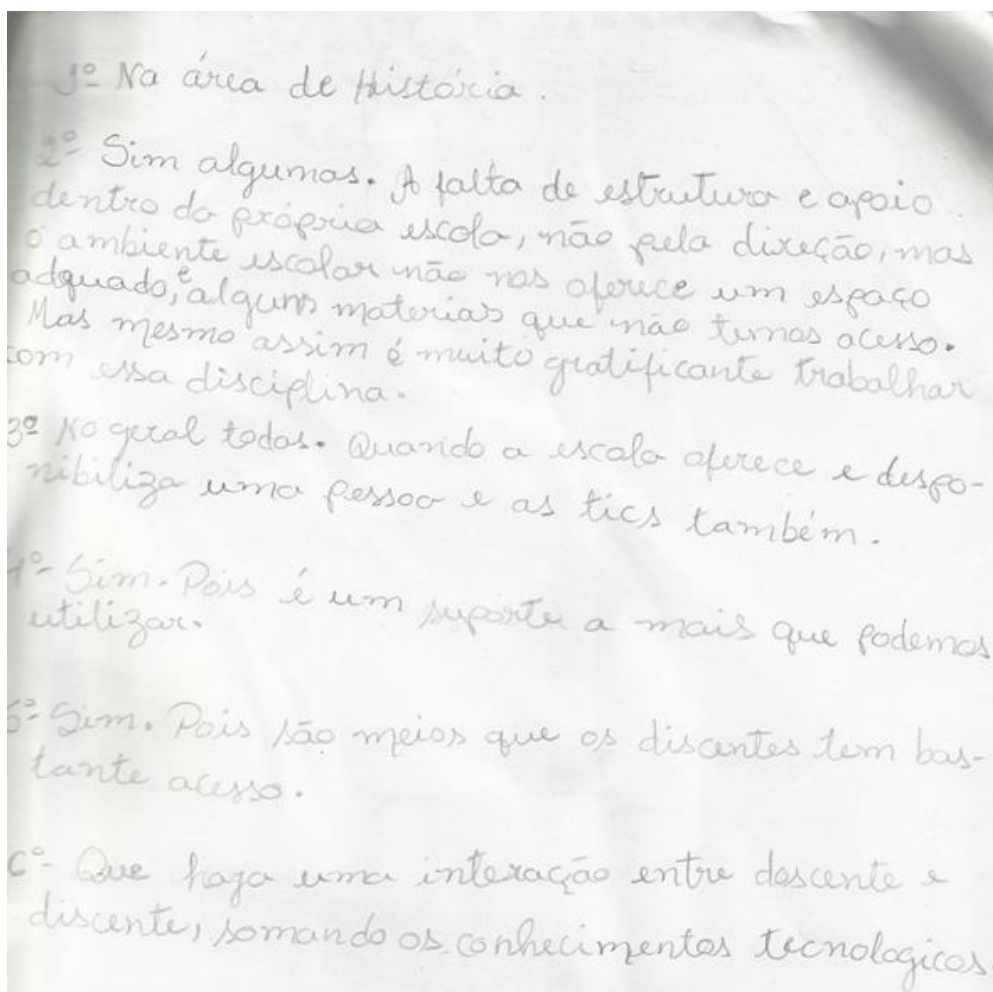 1º Na área de História.
2º Sim algumas. A falta de estrutura e apoio
dentro da própria escola, não pela direção, mas
o ambiente escolar não nos oferece um espaço
adquado, e alguns materias que não temos acesso.
Mas mesmo assim é muito gratificante trabalhar
com essa disciplina.
3º No geral todas. Quando a escola oferece e despo-
nibiliza uma pessoa e as tics também.
4º- Sim. Pois é um suporte a mais que podemos
utilizar.
5º- Sim. Pois são meios que os discentes tem bas-
tante acesso.
6º- Que haja uma interação entre doscente e
discente, somando os conhecimentos tecnologicos.